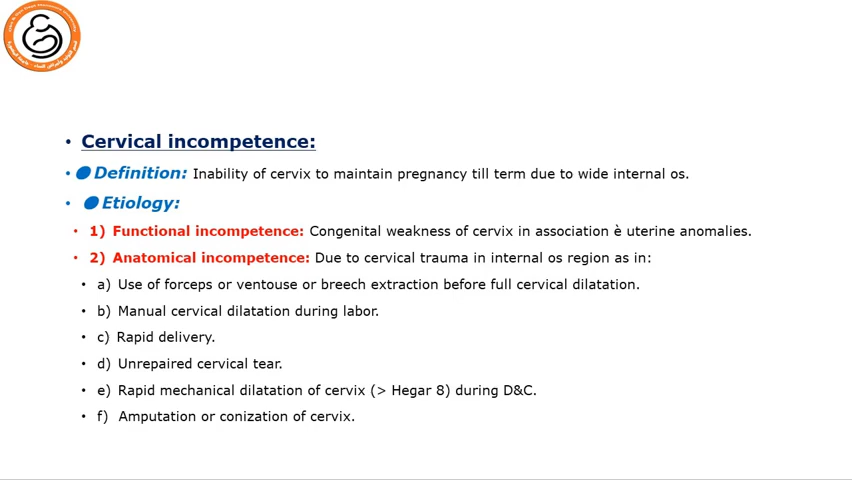 • Cervical incompetence:
• Definition: Inability of cervix to maintain pregnancy till term due to wide internal os.
• Etiology:
• 1) Functional incompetence: Congenital weakness of cervix in association è uterine anomalies.
• 2) Anatomical incompetence: Due to cervical trauma in internal os region as in:
• a) Use of forceps or ventouse or breech extraction before full cervical dilatation.
• b) Manual cervical dilatation during labor.
• c) Rapid delivery.
• d) Unrepaired cervical tear.
• e) Rapid mechanical dilatation of cervix (> Hegar 8) during D&C.
• f) Amputation or conization of cervix.